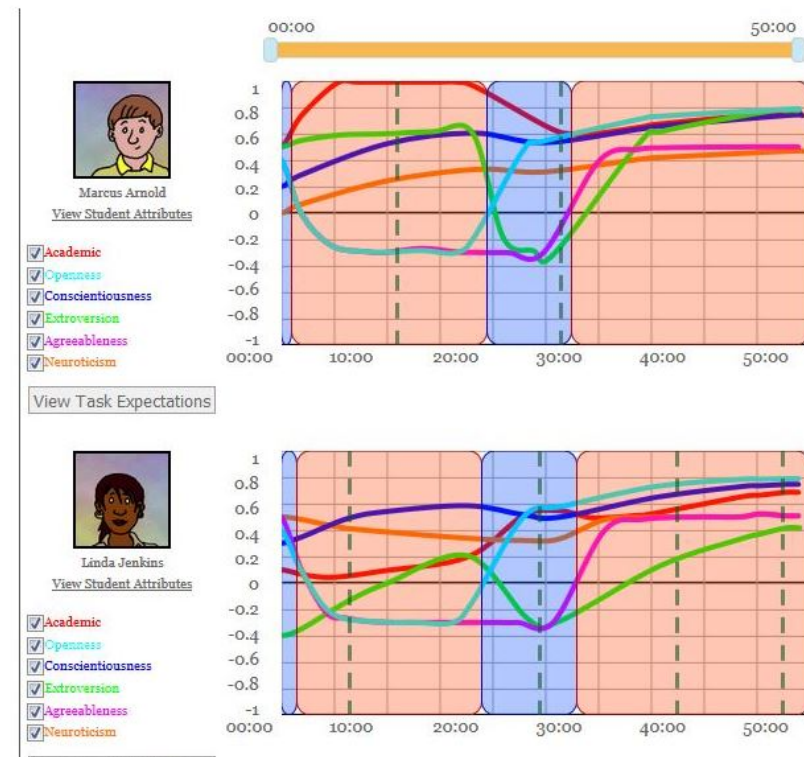 00:00 50:00
1
0.8
0.6
0.4
0.2
0
-0.2
-0.4
-0.6
-0.8
-1
00:00 10:00 20:00 30:00 40:00 50:00
Marcus Arnold
View Student Attributes
Academic
Openness
Conscientiousness
Extroversion
Agreeableness
Neuroticism
View Task Expectations
1
0.8
0.6
0.4
0.2
0
-0.2
-0.4
-0.6
-0.8
-1
00:00 10:00 20:00 30:00 40:00 50:00
Linda Jenkins
View Student Attributes
Academic
Openness
Conscientiousness
Extroversion
Agreeableness
Neuroticism